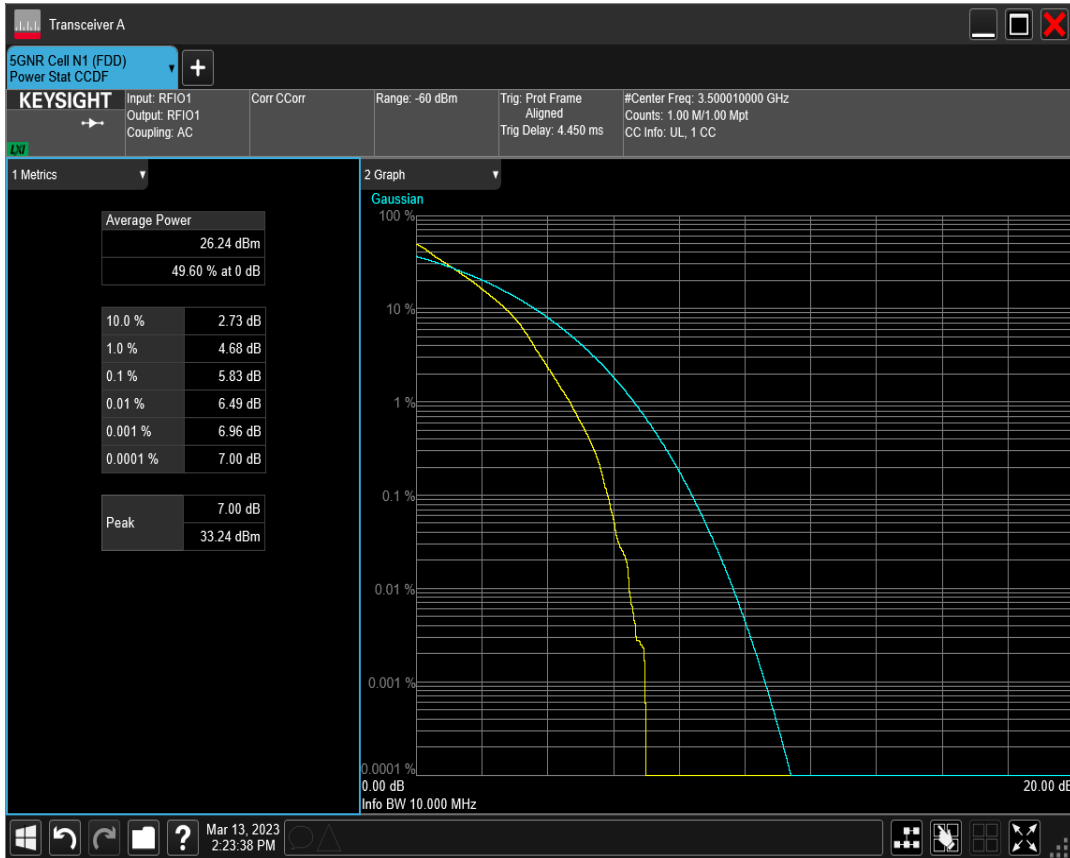 Transceiver A
5GNR Cell N1 (FDD)
Power Stat CCDF
+
KEYSIGHT
LXI
Input: RFIO1
Output: RFIO1
Coupling: AC
Corr CCorr
Range: -60 dBm
Trig: Prot Frame
Aligned
Trig Delay: 4.450 ms
#Center Freq: 3.500010000 GHz
Counts: 1.00 M/1.00 Mpt
CC Info: UL, 1 CC
1 Metrics
Average Power
26.24 dBm
49.60 % at 0 dB
10.0 % 2.73 dB
1.0 % 4.68 dB
0.1 % 5.83 dB
0.01 % 6.49 dB
0.001 % 6.96 dB
0.0001 % 7.00 dB
Peak
7.00 dB
33.24 dBm
2 Graph
Gaussian
100 %
10 %
1 %
0.1 %
0.01 %
0.001 %
0.0001 %
0.00 dB 20.00 dB
Info BW 10.000 MHz
?
Mar 13, 2023
2:23:38 PM